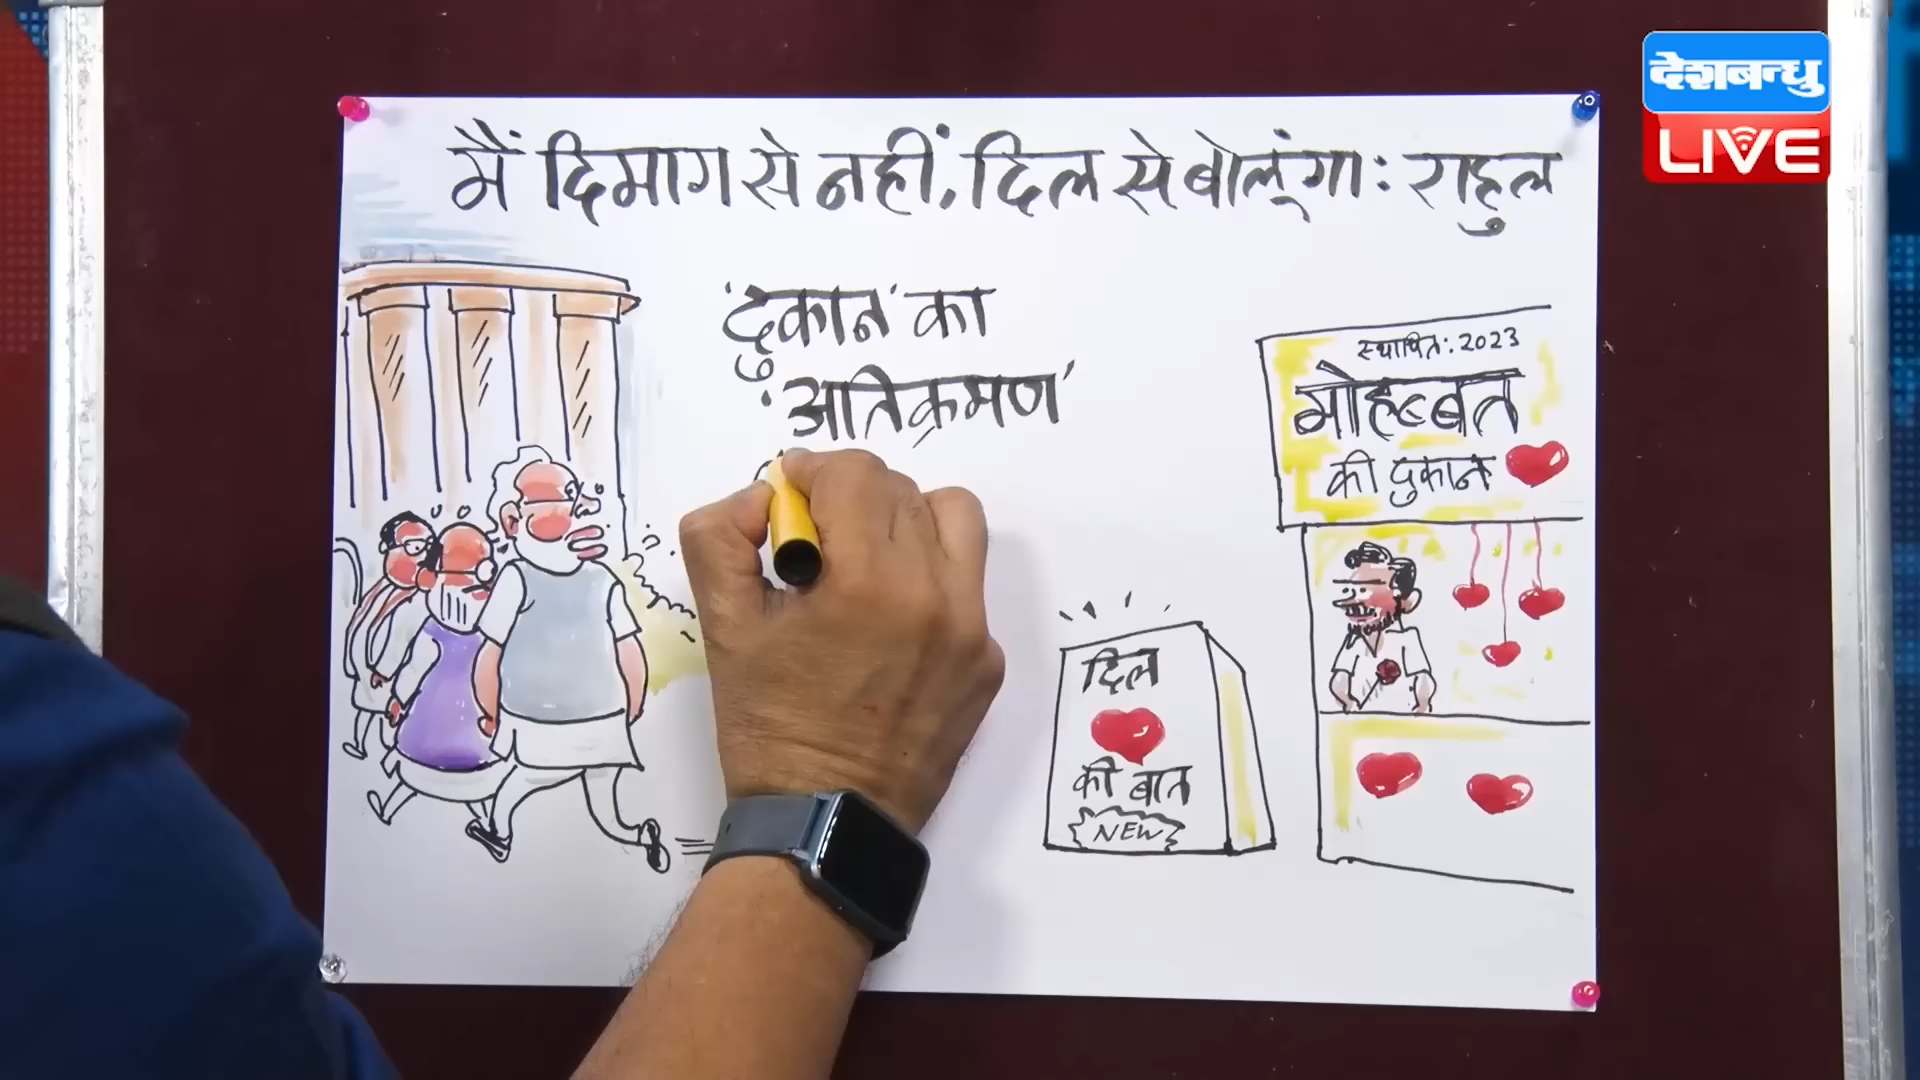 देशबन्धु
LIVE
मैं दिमाग से नहीं, दिल से बोलूंगा: राहुल
'दुकान' का
'अतिक्रमण'
स्थापित: 2023
मोहब्बत
की दुकान
दिल
की बात
NEW